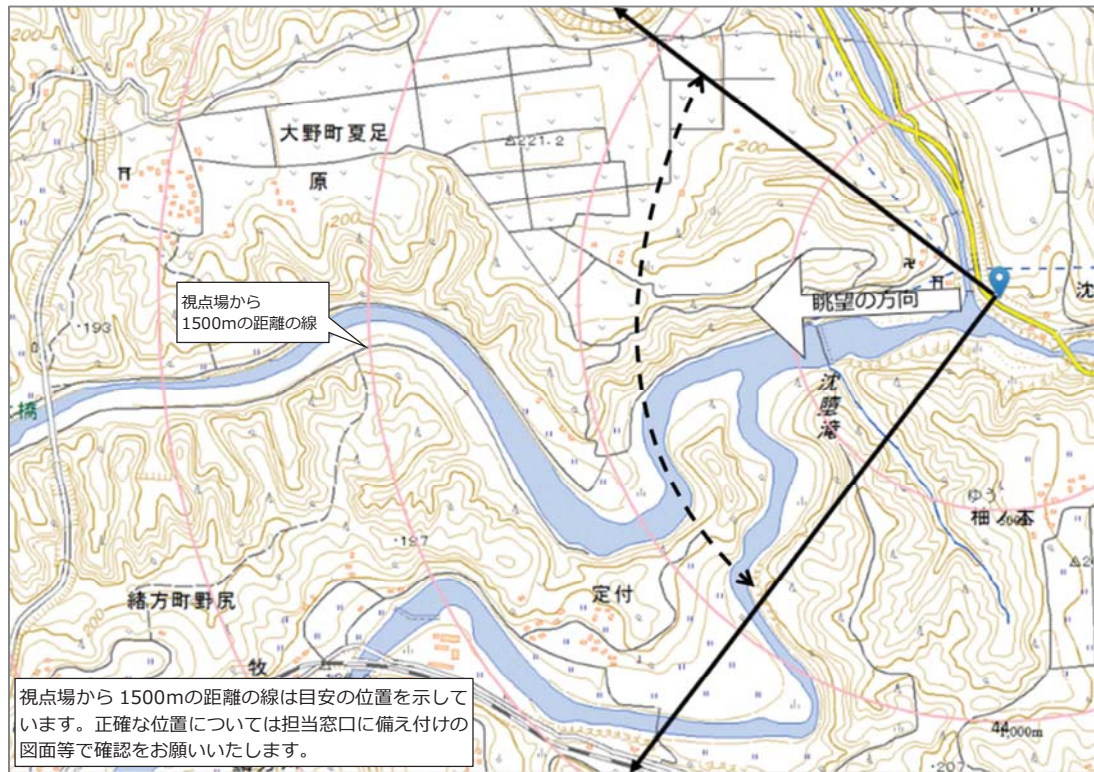 200
大野町夏足
原
△221.2
200
200
卍
沈
眺望の方向
視点場から
1500mの距離の線
・193
橋
沈堕滝
ゆう
柚ノ木
500m
・197
定付
緒方町野尻
200
牧
視点場から 1500mの距離の線は目安の位置を示して
います。正確な位置については担当窓口に備え付けの
図面等で確認をお願いいたします。
1,000m
・207